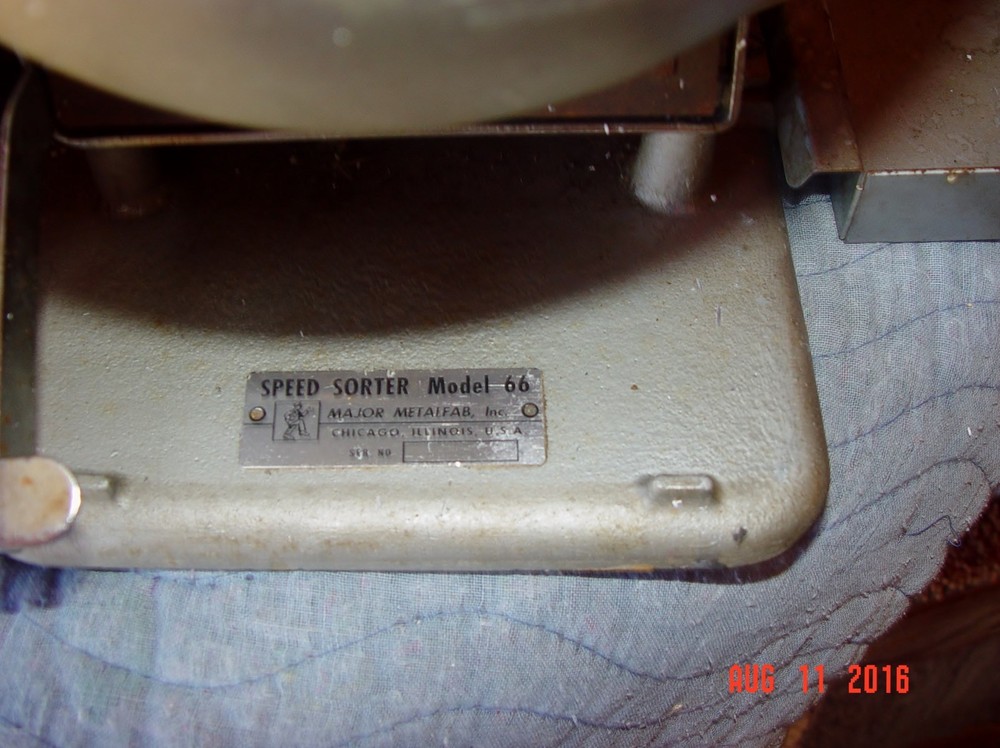 SPEED SORTER Model 66
MAJOR METALFAB, Inc.
CHICAGO, ILLINOIS, U.S.A.
SER. NO
AUG 11 2016